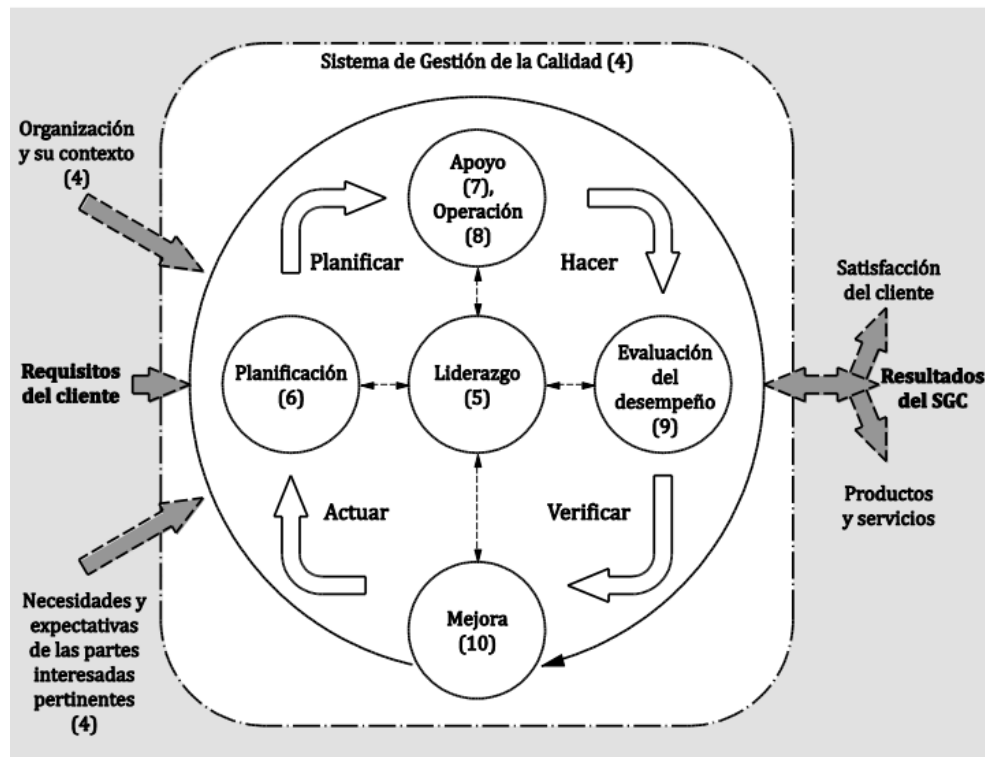 Sistema de Gestión de la Calidad (4)
Organización
y su contexto
(4)
Apoyo
(7),
Operación
(8)
Planificar
Hacer
Satisfacción
del cliente
Requisitos
del cliente
Planificación
(6)
Liderazgo
(5)
Evaluación
del
desempeño
(9)
Resultados
del SGC
Actuar
Verificar
Productos
y servicios
Necesidades y
expectativas
de las partes
interesadas
pertinentes
(4)
Mejora
(10)